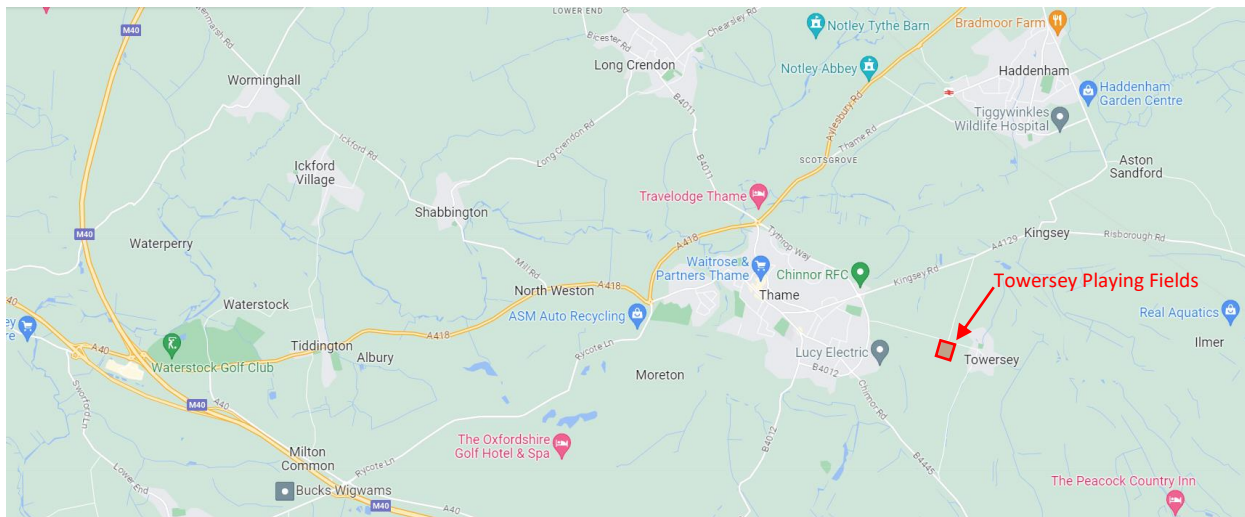 M40
LOWER END
Menmarsh Rd
Bicester Rd
Chearsley Rd
Notley Tythe Barn
Bradmoor Farm
Long Crendon
Worminghall
Notley Abbey
Haddenham
B4011
Aylesbury Rd
Haddenham
Garden Centre
Tiggywinkles
Wildlife Hospital
Thame Rd
Ickford Rd
Long Crendon Rd
SCOTSGROVE
Ickford
Village
B4011
Aston
Sandford
Travelodge Thame
Shabbington
M40
Waterperry
Tythrop Way
Kingsey
Risborough Rd
A4129
A418
Mill Rd
Waitrose &
Partners Thame
Chinnor RFC
Kingsey Rd
Towersey Playing Fields
A418
North Weston
Thame
A40
Waterstock
ASM Auto Recycling
Real Aquatics
A418
Tiddington
Albury
Rycote Ln
Lucy Electric
Towersey
Ilmer
A40
Waterstock Golf Club
Moreton
B4012
Chinnor Rd
M40
A40
The Oxfordshire
Golf Hotel & Spa
B4012
Milton
Common
B4445
Lower End
Rycote Ln
Bucks Wigwams
The Peacock Country Inn
M40
A40